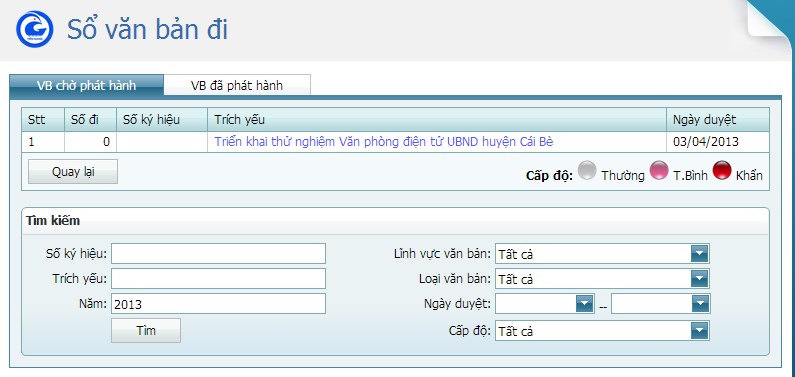 Sổ văn bản đi
VB chờ phát hành VB đã phát hành
Stt Số đi Số ký hiệu Trích yếu Ngày duyệt
1 0 Triển khai thử nghiệm Văn phòng điện tử UBND huyện Cái Bè 03/04/2013
Quay lại Cấp độ: Thường T.Bình Khẩn
Tìm kiếm
Số ký hiệu: Lĩnh vực văn bản: Tất cả
Trích yếu: Loại văn bản: Tất cả
Năm: 2013 Ngày duyệt: --
Tìm Cấp độ: Tất cả